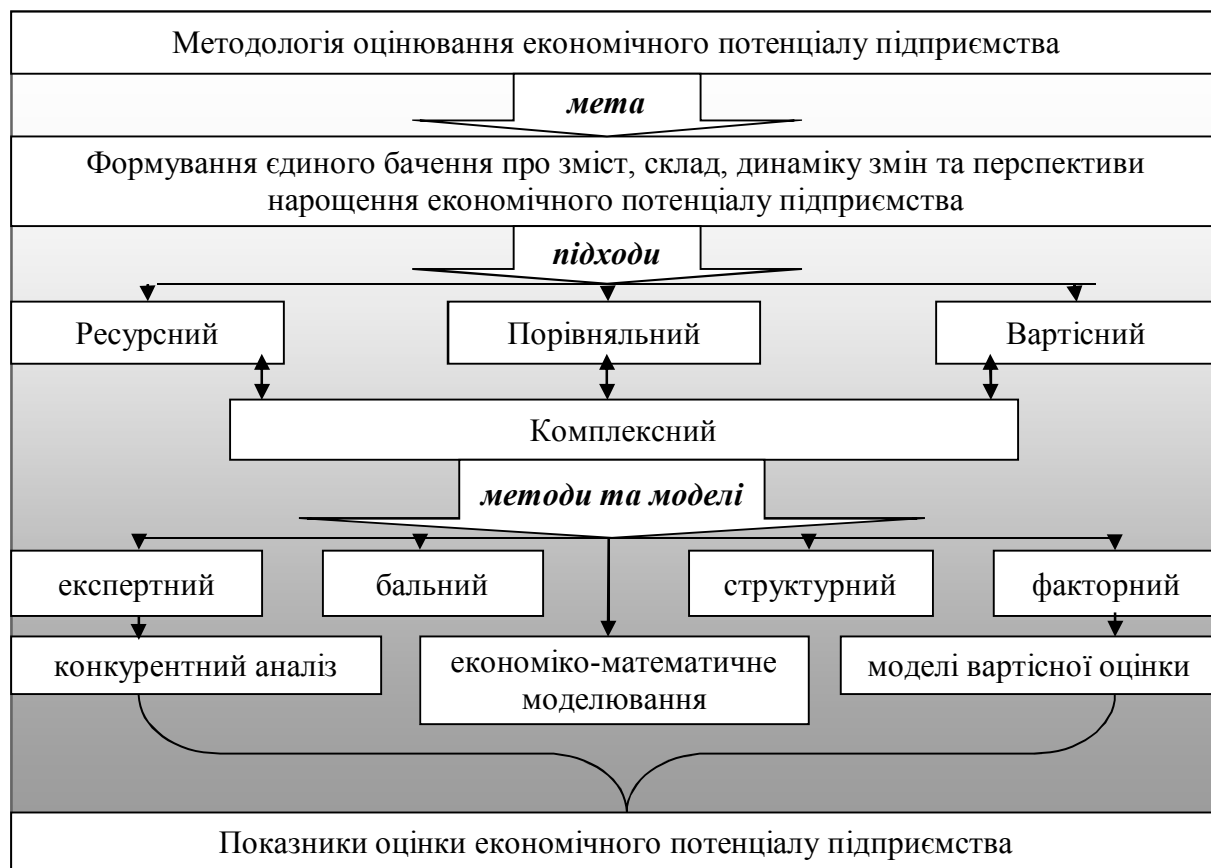 Методологія оцінювання економічного потенціалу підприємства
мета
Формування єдиного бачення про зміст, склад, динаміку змін та перспективи
нарощення економічного потенціалу підприємства
підходи
Ресурсний
Порівняльний
Вартісний
Комплексний
методи та моделі
експертний
бальний
структурний
факторний
конкурентний аналіз
економіко-математичне
моделювання
моделі вартісної оцінки
Показники оцінки економічного потенціалу підприємства